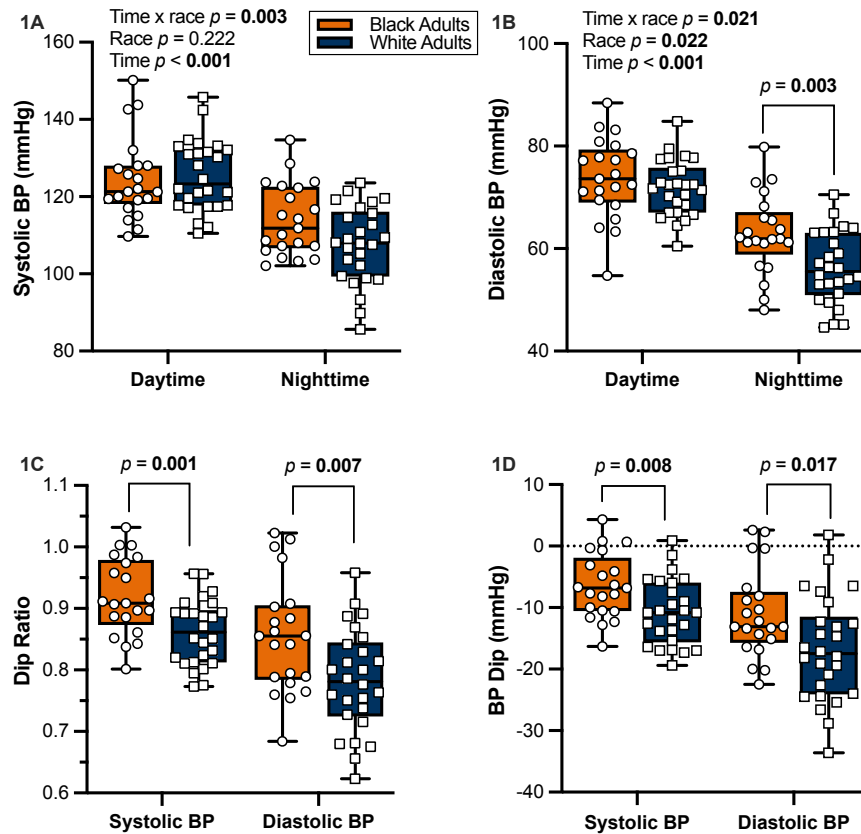 1A
Time x race p = 0.003
Race p = 0.222
Time p < 0.001
Black Adults
White Adults
Systolic BP (mmHg)
160
140
120
100
80
Daytime
Nighttime
1B
Time x race p = 0.021
Race p = 0.022
Time p < 0.001
p = 0.003
Diastolic BP (mmHg)
100
80
60
40
Daytime
Nighttime
1C
p = 0.001
p = 0.007
Dip Ratio
1.1
1.0
0.9
0.8
0.7
0.6
Systolic BP
Diastolic BP
1D
p = 0.008
p = 0.017
BP Dip (mmHg)
10
0
-10
-20
-30
-40
Systolic BP
Diastolic BP